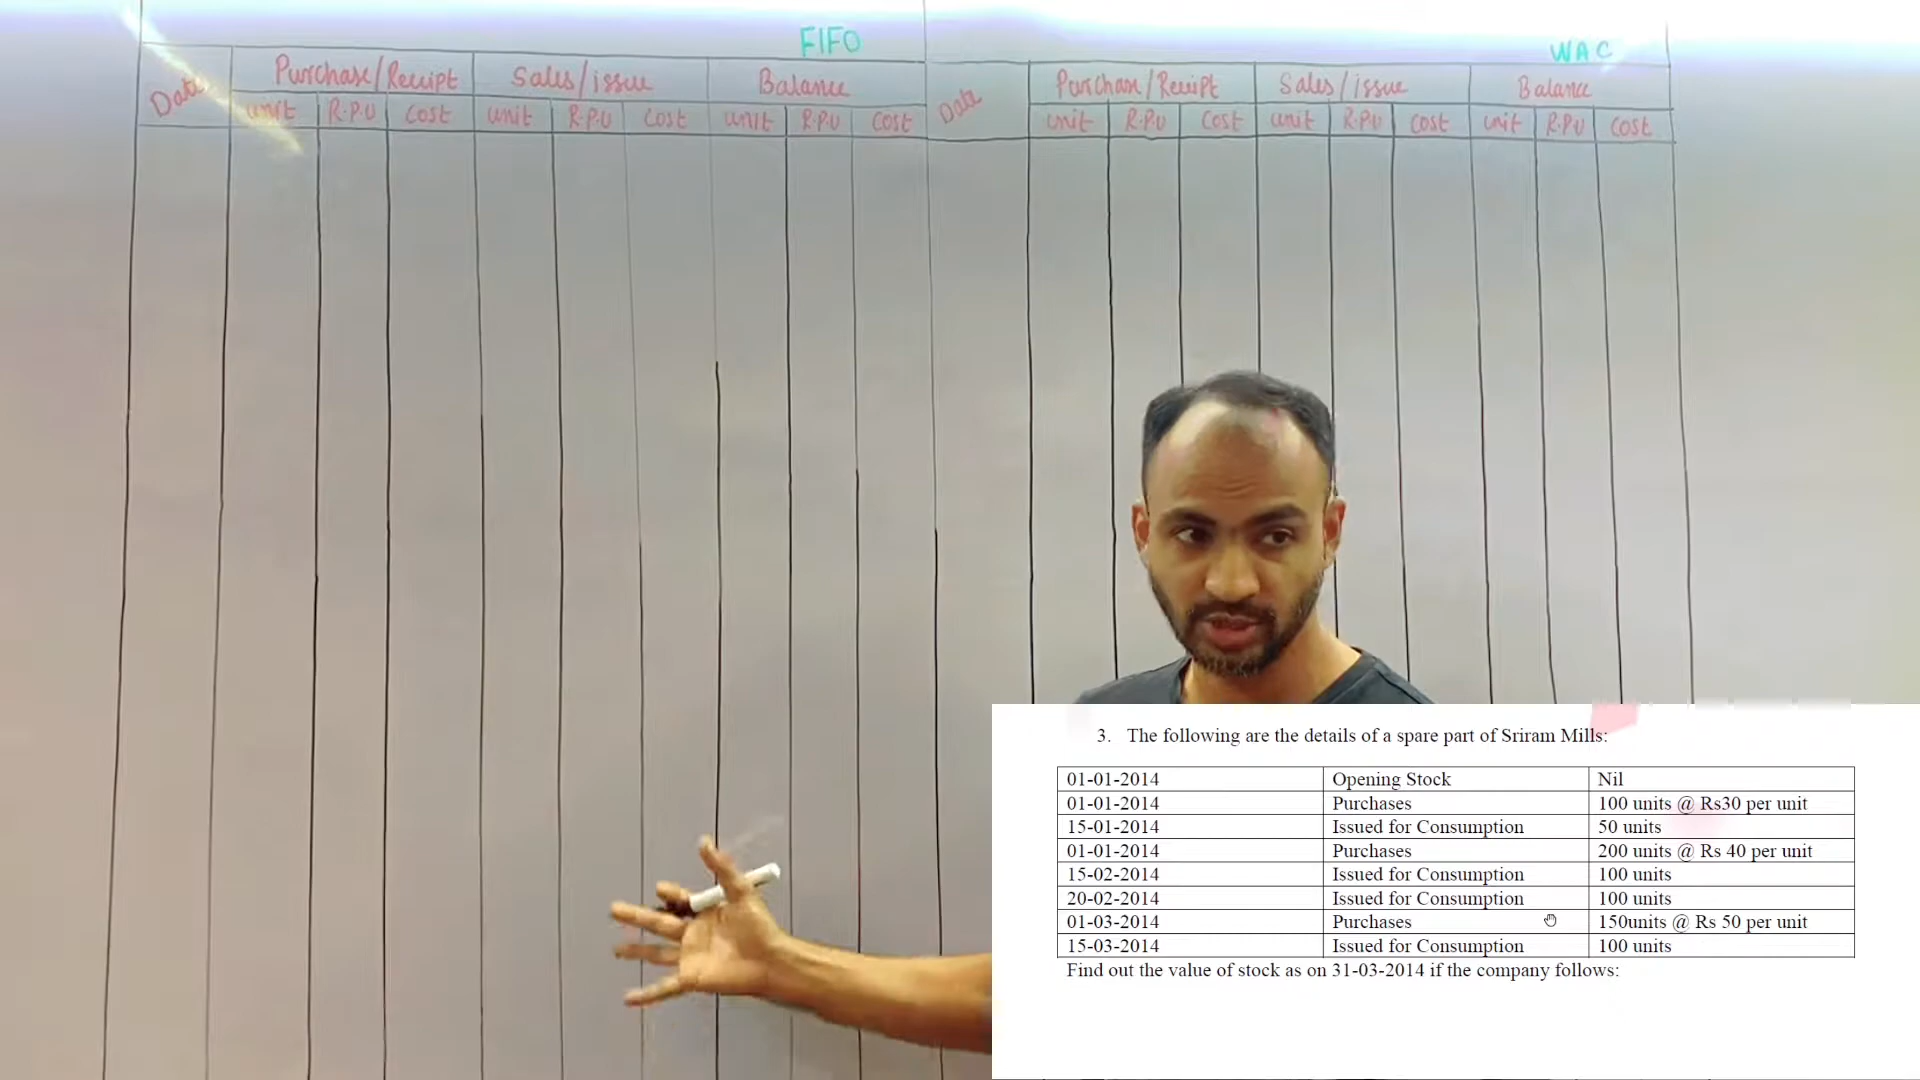 FIFO
Date Purchase/Receipt Sales/issue Balance
unit R.P.U Cost unit R.P.U Cost unit R.P.U Cost
WAC
Date Purchase/Receipt Sales/issue Balance
unit R.P.U Cost unit R.P.U Cost unit R.P.U Cost
3. The following are the details of a spare part of Sriram Mills:
01-01-2014 Opening Stock Nil
01-01-2014 Purchases 100 units @ Rs30 per unit
15-01-2014 Issued for Consumption 50 units
01-01-2014 Purchases 200 units @ Rs 40 per unit
15-02-2014 Issued for Consumption 100 units
20-02-2014 Issued for Consumption 100 units
01-03-2014 Purchases 150units @ Rs 50 per unit
15-03-2014 Issued for Consumption 100 units
Find out the value of stock as on 31-03-2014 if the company follows: